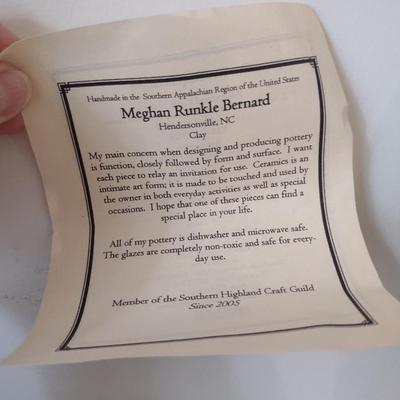 Handmade in the Southern Appalachian Region of the United States
Meghan Runkle Bernard
Hendersonville, NC
Clay
My main concern when designing and producing pottery
is function, closely followed by form and surface. I want
each piece to relay an invitation for use. Ceramics is an
intimate art form; it is made to be touched and used by
the owner in both everyday activities as well as special
occasions. I hope that one of these pieces can find a
special place in your life.
All of my pottery is dishwasher and microwave safe.
The glazes are completely non-toxic and safe for every-
day use.
Member of the Southern Highland Craft Guild
Since 2005